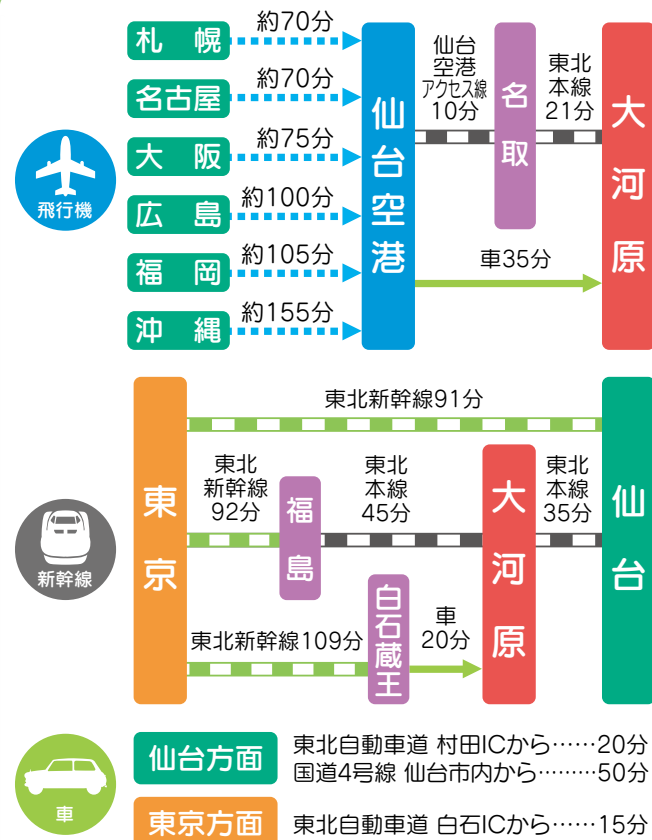 飛行機
札幌
約70分
名古屋
約70分
大阪
約75分
広島
約100分
福岡
約105分
沖縄
約155分
仙台空港
仙台
空港
アクセス線
10分
名取
東北
本線
21分
車35分
大河原
新幹線
東京
東北新幹線91分
東北
新幹線
92分
福島
東北
本線
45分
大河原
東北
本線
35分
仙台
東北新幹線109分
白石蔵王
車
20分
車
仙台方面
東北自動車道 村田ICから……20分
国道4号線 仙台市内から………50分
東京方面
東北自動車道 白石ICから……15分